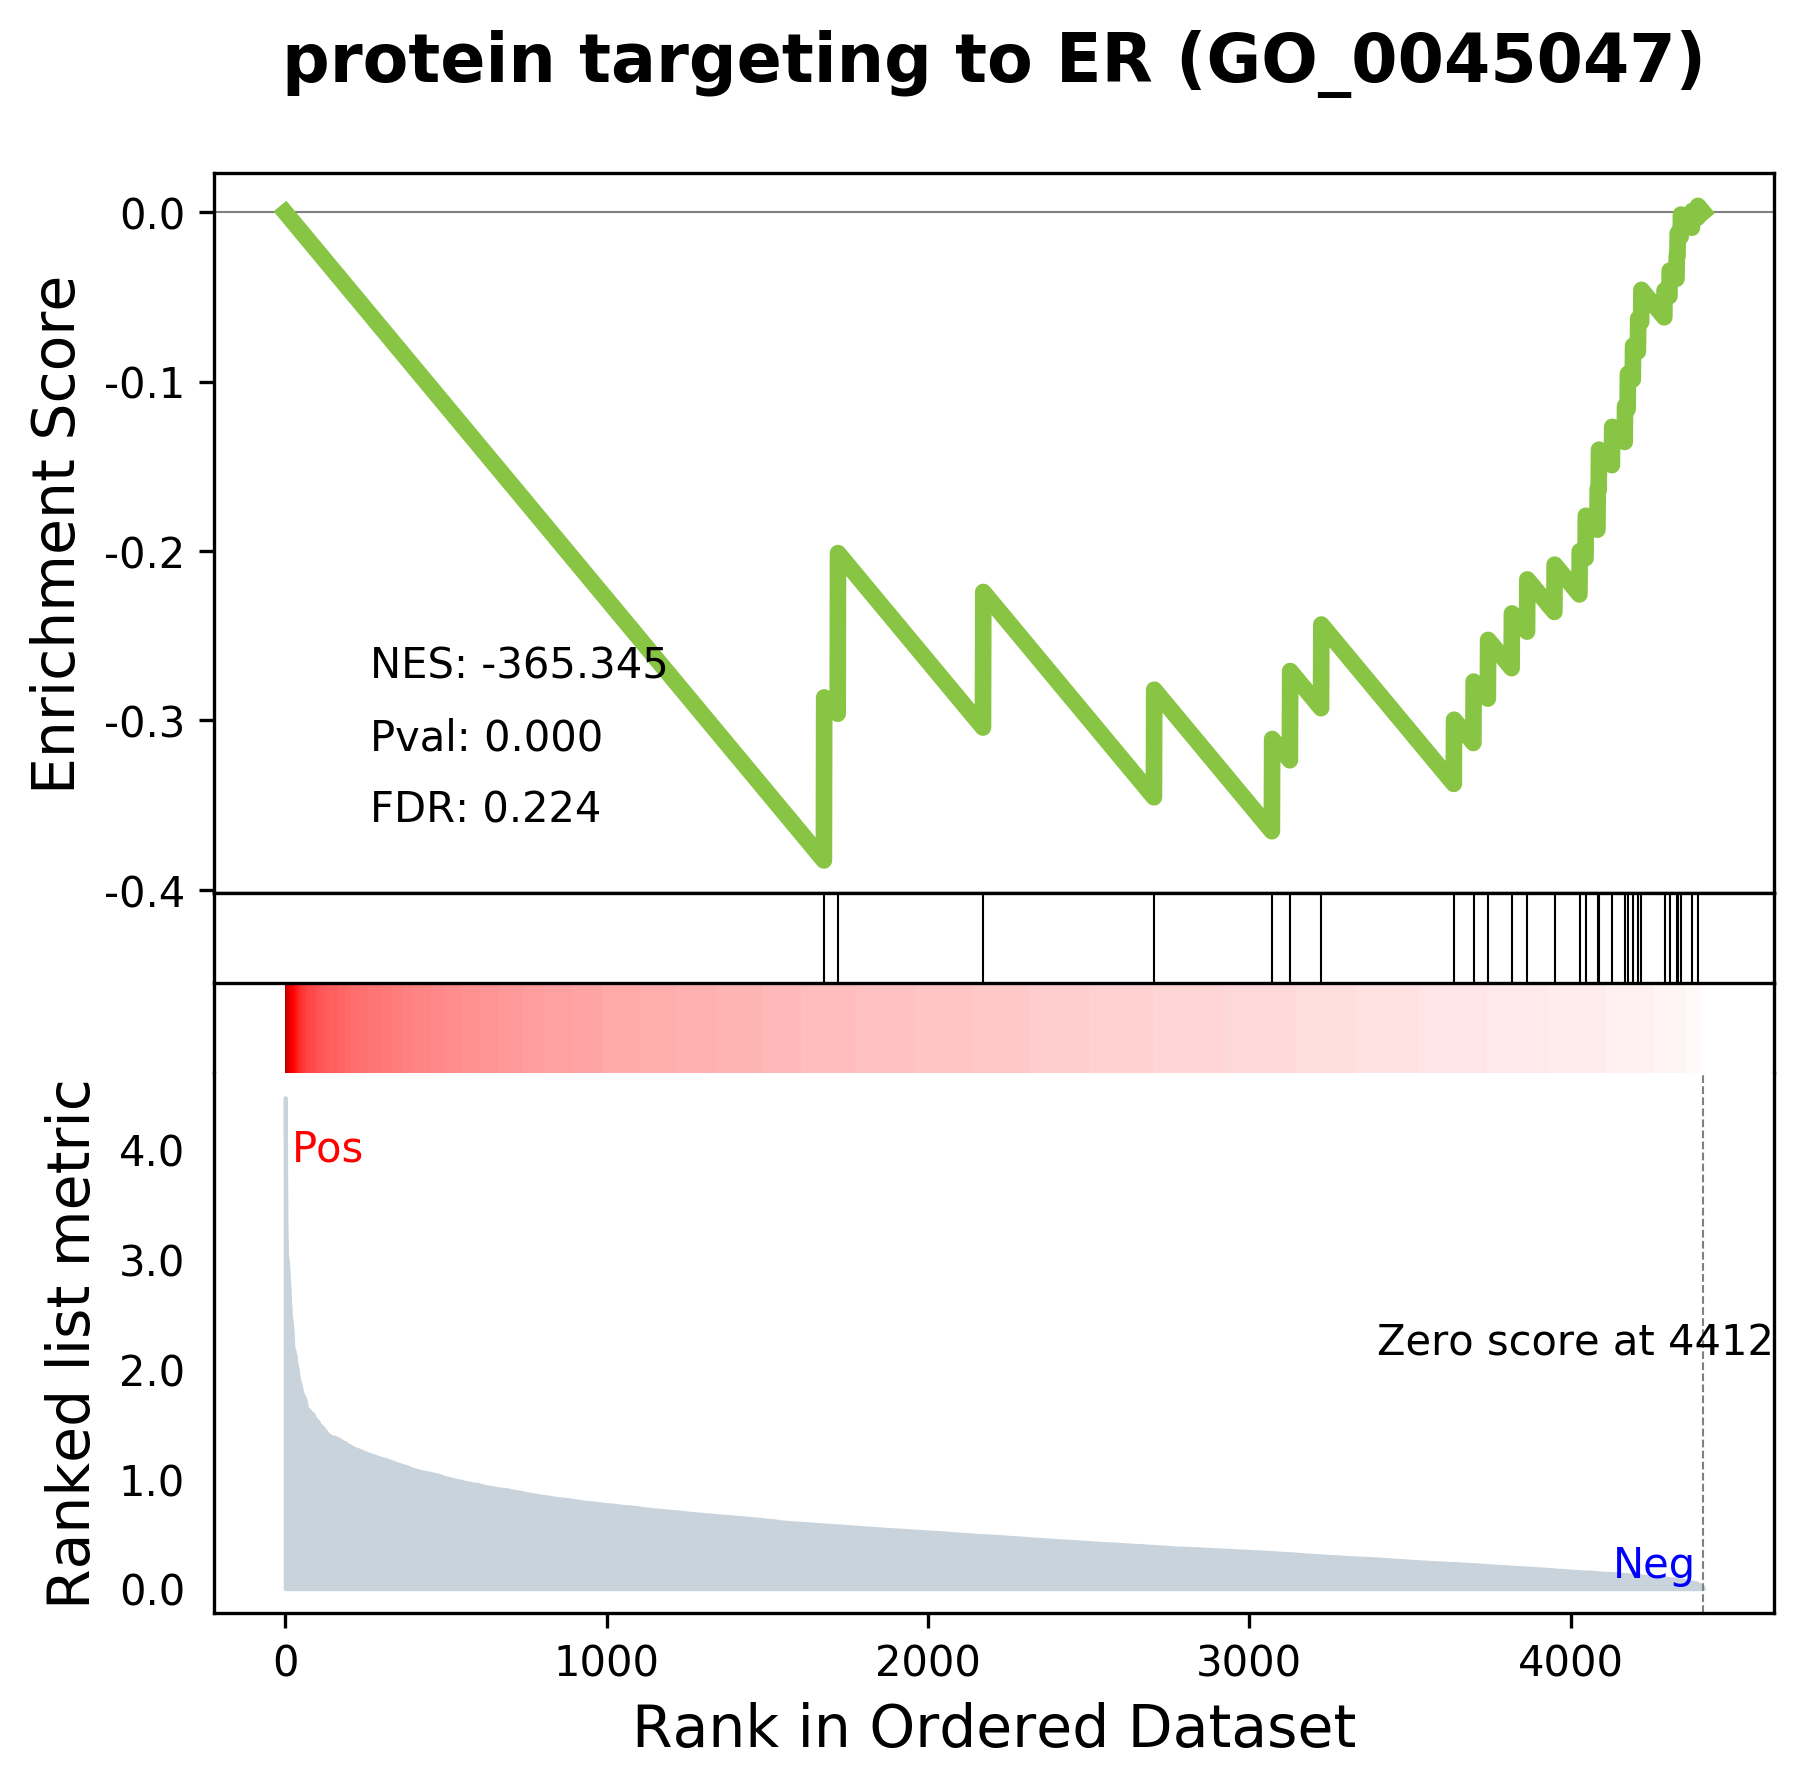 protein targeting to ER (GO_0045047)
Enrichment Score
0.0
-0.1
-0.2
-0.3
-0.4
NES: -365.345
Pval: 0.000
FDR: 0.224
Ranked list metric
4.0
3.0
2.0
1.0
0.0
Pos
Zero score at 4412
Neg
0 1000 2000 3000 4000
Rank in Ordered Dataset